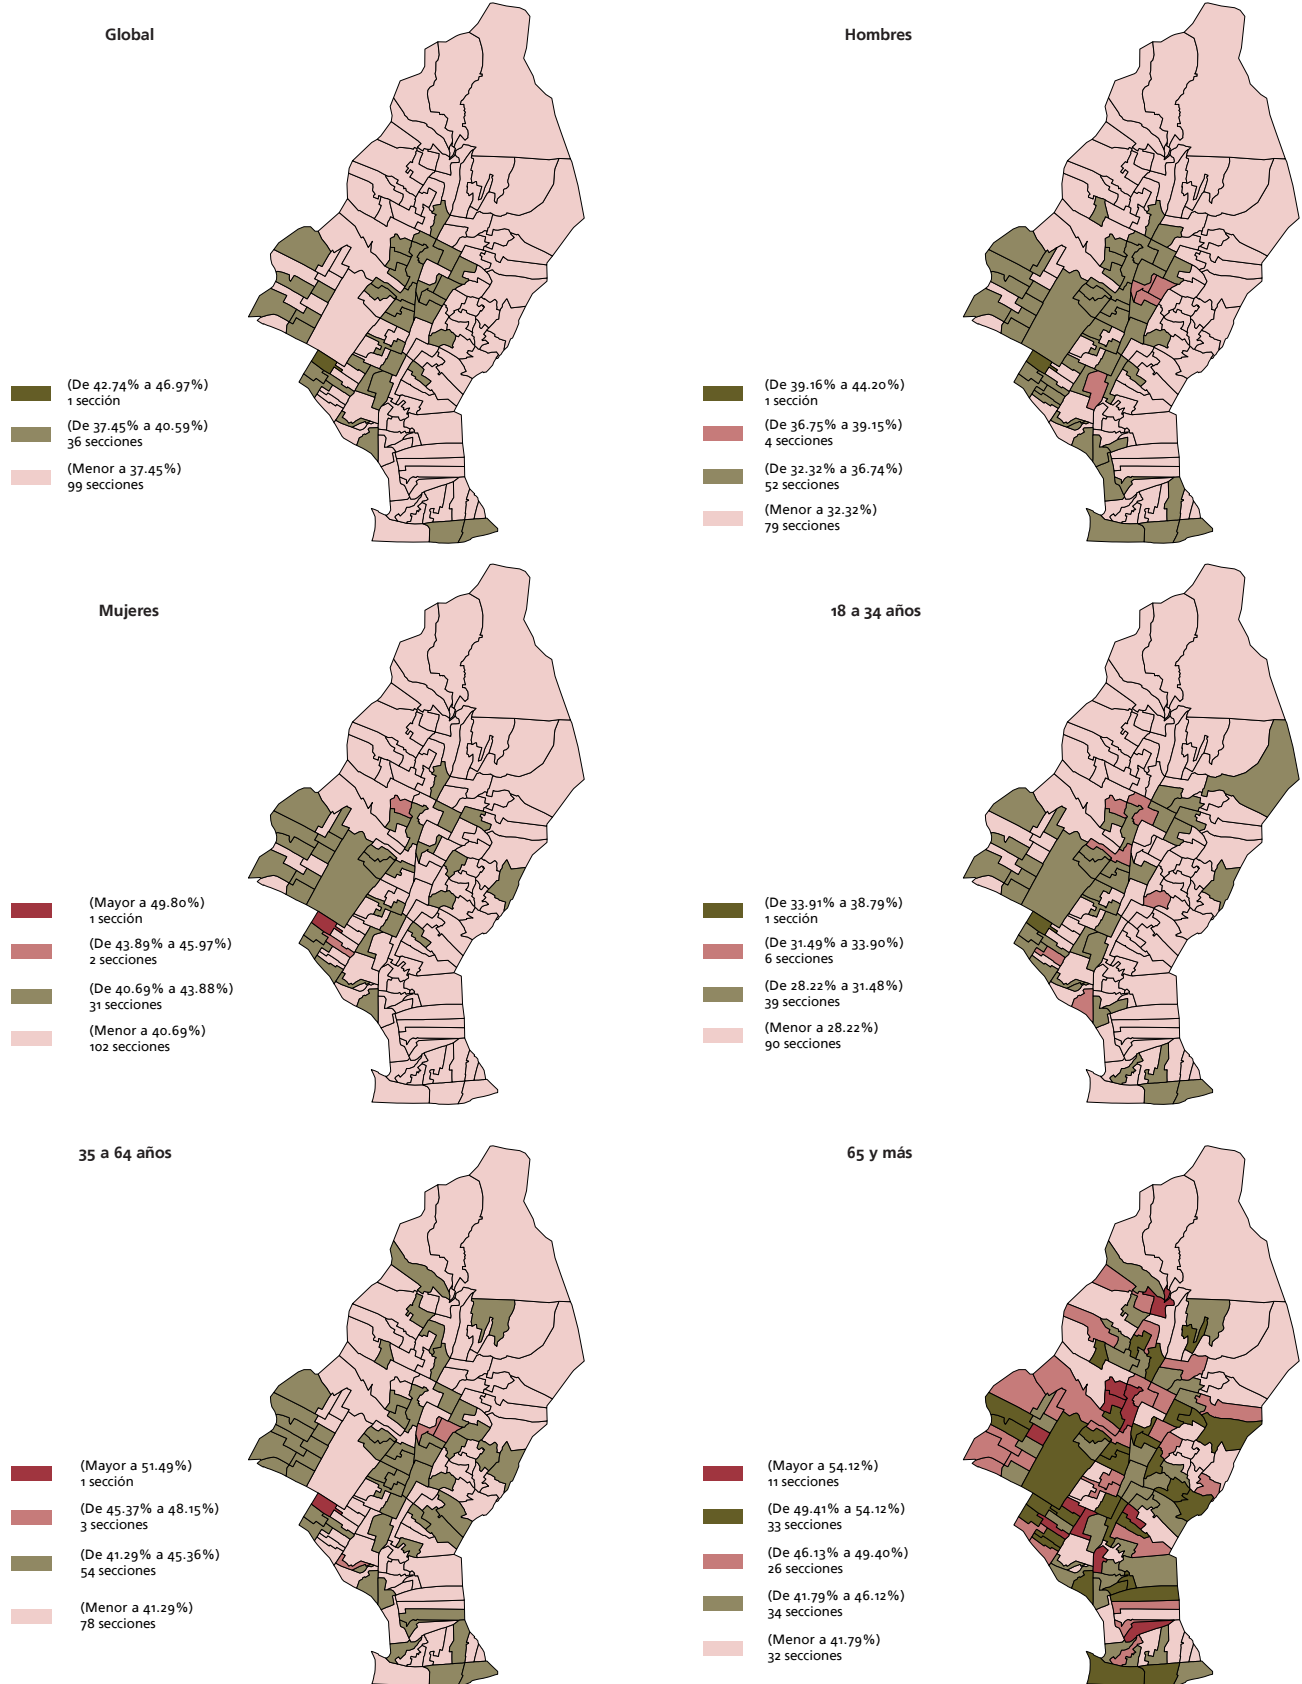 Global
(De 42.74% a 46.97%)
1 sección
(De 37.45% a 40.59%)
36 secciones
(Menor a 37.45%)
99 secciones
Hombres
(De 39.16% a 44.20%)
1 sección
(De 36.75% a 39.15%)
4 secciones
(De 32.32% a 36.74%)
52 secciones
(Menor a 32.32%)
79 secciones
Mujeres
(Mayor a 49.80%)
1 sección
(De 43.89% a 45.97%)
2 secciones
(De 40.69% a 43.88%)
31 secciones
(Menor a 40.69%)
102 secciones
18 a 34 años
(De 33.91% a 38.79%)
1 sección
(De 31.49% a 33.90%)
6 secciones
(De 28.22% a 31.48%)
39 secciones
(Menor a 28.22%)
90 secciones
35 a 64 años
(Mayor a 51.49%)
1 sección
(De 45.37% a 48.15%)
3 secciones
(De 41.29% a 45.36%)
54 secciones
(Menor a 41.29%)
78 secciones
65 y más
(Mayor a 54.12%)
11 secciones
(De 49.41% a 54.12%)
33 secciones
(De 46.13% a 49.40%)
26 secciones
(De 41.79% a 46.12%)
34 secciones
(Menor a 41.79%)
32 secciones